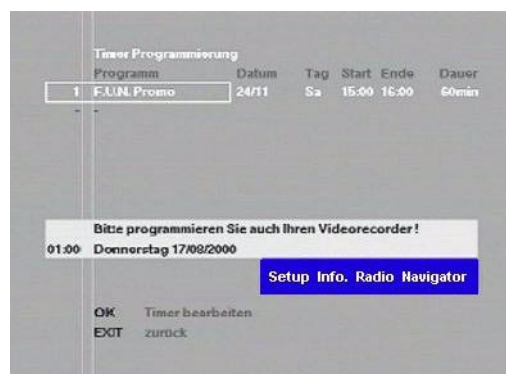 Timer Programmierung
Programm Datum Tag Start Ende Dauer
1 F.U.N. Promo 24/11 Sa 15:00 16:00 60min
- -
Bitte programmieren Sie auch Ihren Videorecorder!
01:00 Donnerstag 17/08/2000
Setup Info. Radio Navigator
OK Timer bearbeiten
EXIT zurück